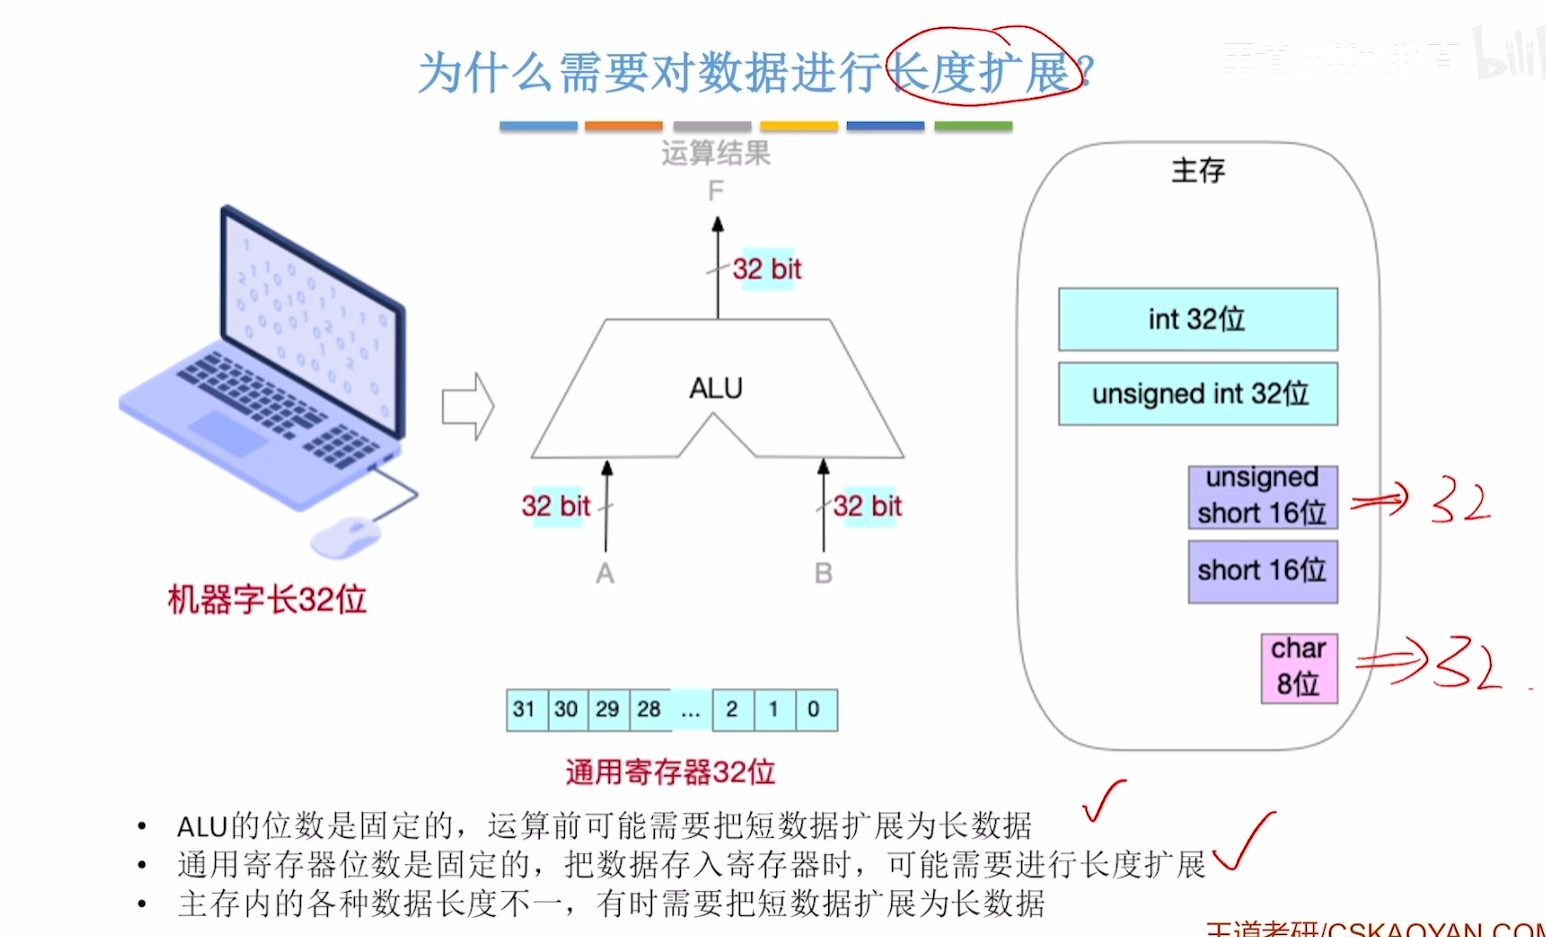 为什么需要对数据进行长度扩展?
运算结果
F
32 bit
ALU
32 bit
32 bit
A
B
机器字长32位
31 30 29 28 ... 2 1 0
通用寄存器32位
主存
int 32位
unsigned int 32位
unsigned
short 16位
32
short 16位
char
8位
32
• ALU的位数是固定的，运算前可能需要把短数据扩展为长数据
• 通用寄存器位数是固定的，把数据存入寄存器时，可能需要进行长度扩展
• 主存内的各种数据长度不一，有时需要把短数据扩展为长数据
王道考研/CSKAOYAN.COM